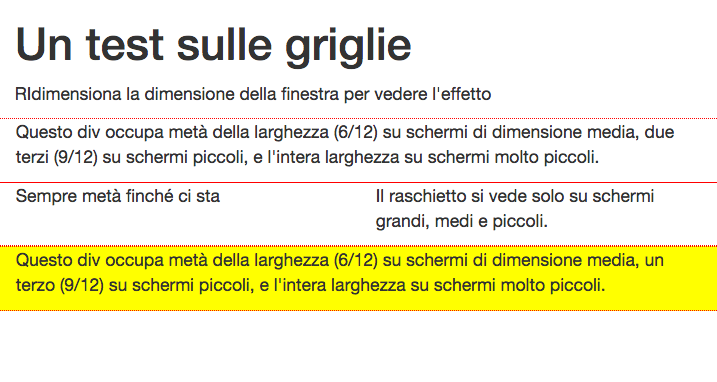 Un test sulle griglie
RIdimensiona la dimensione della finestra per vedere l'effetto
Questo div occupa metà della larghezza (6/12) su schermi di dimensione media, due
terzi (9/12) su schermi piccoli, e l'intera larghezza su schermi molto piccoli.
Sempre metà finché ci sta
Il raschietto si vede solo su schermi
grandi, medi e piccoli.
Questo div occupa metà della larghezza (6/12) su schermi di dimensione media, un
terzo (9/12) su schermi piccoli, e l'intera larghezza su schermi molto piccoli.